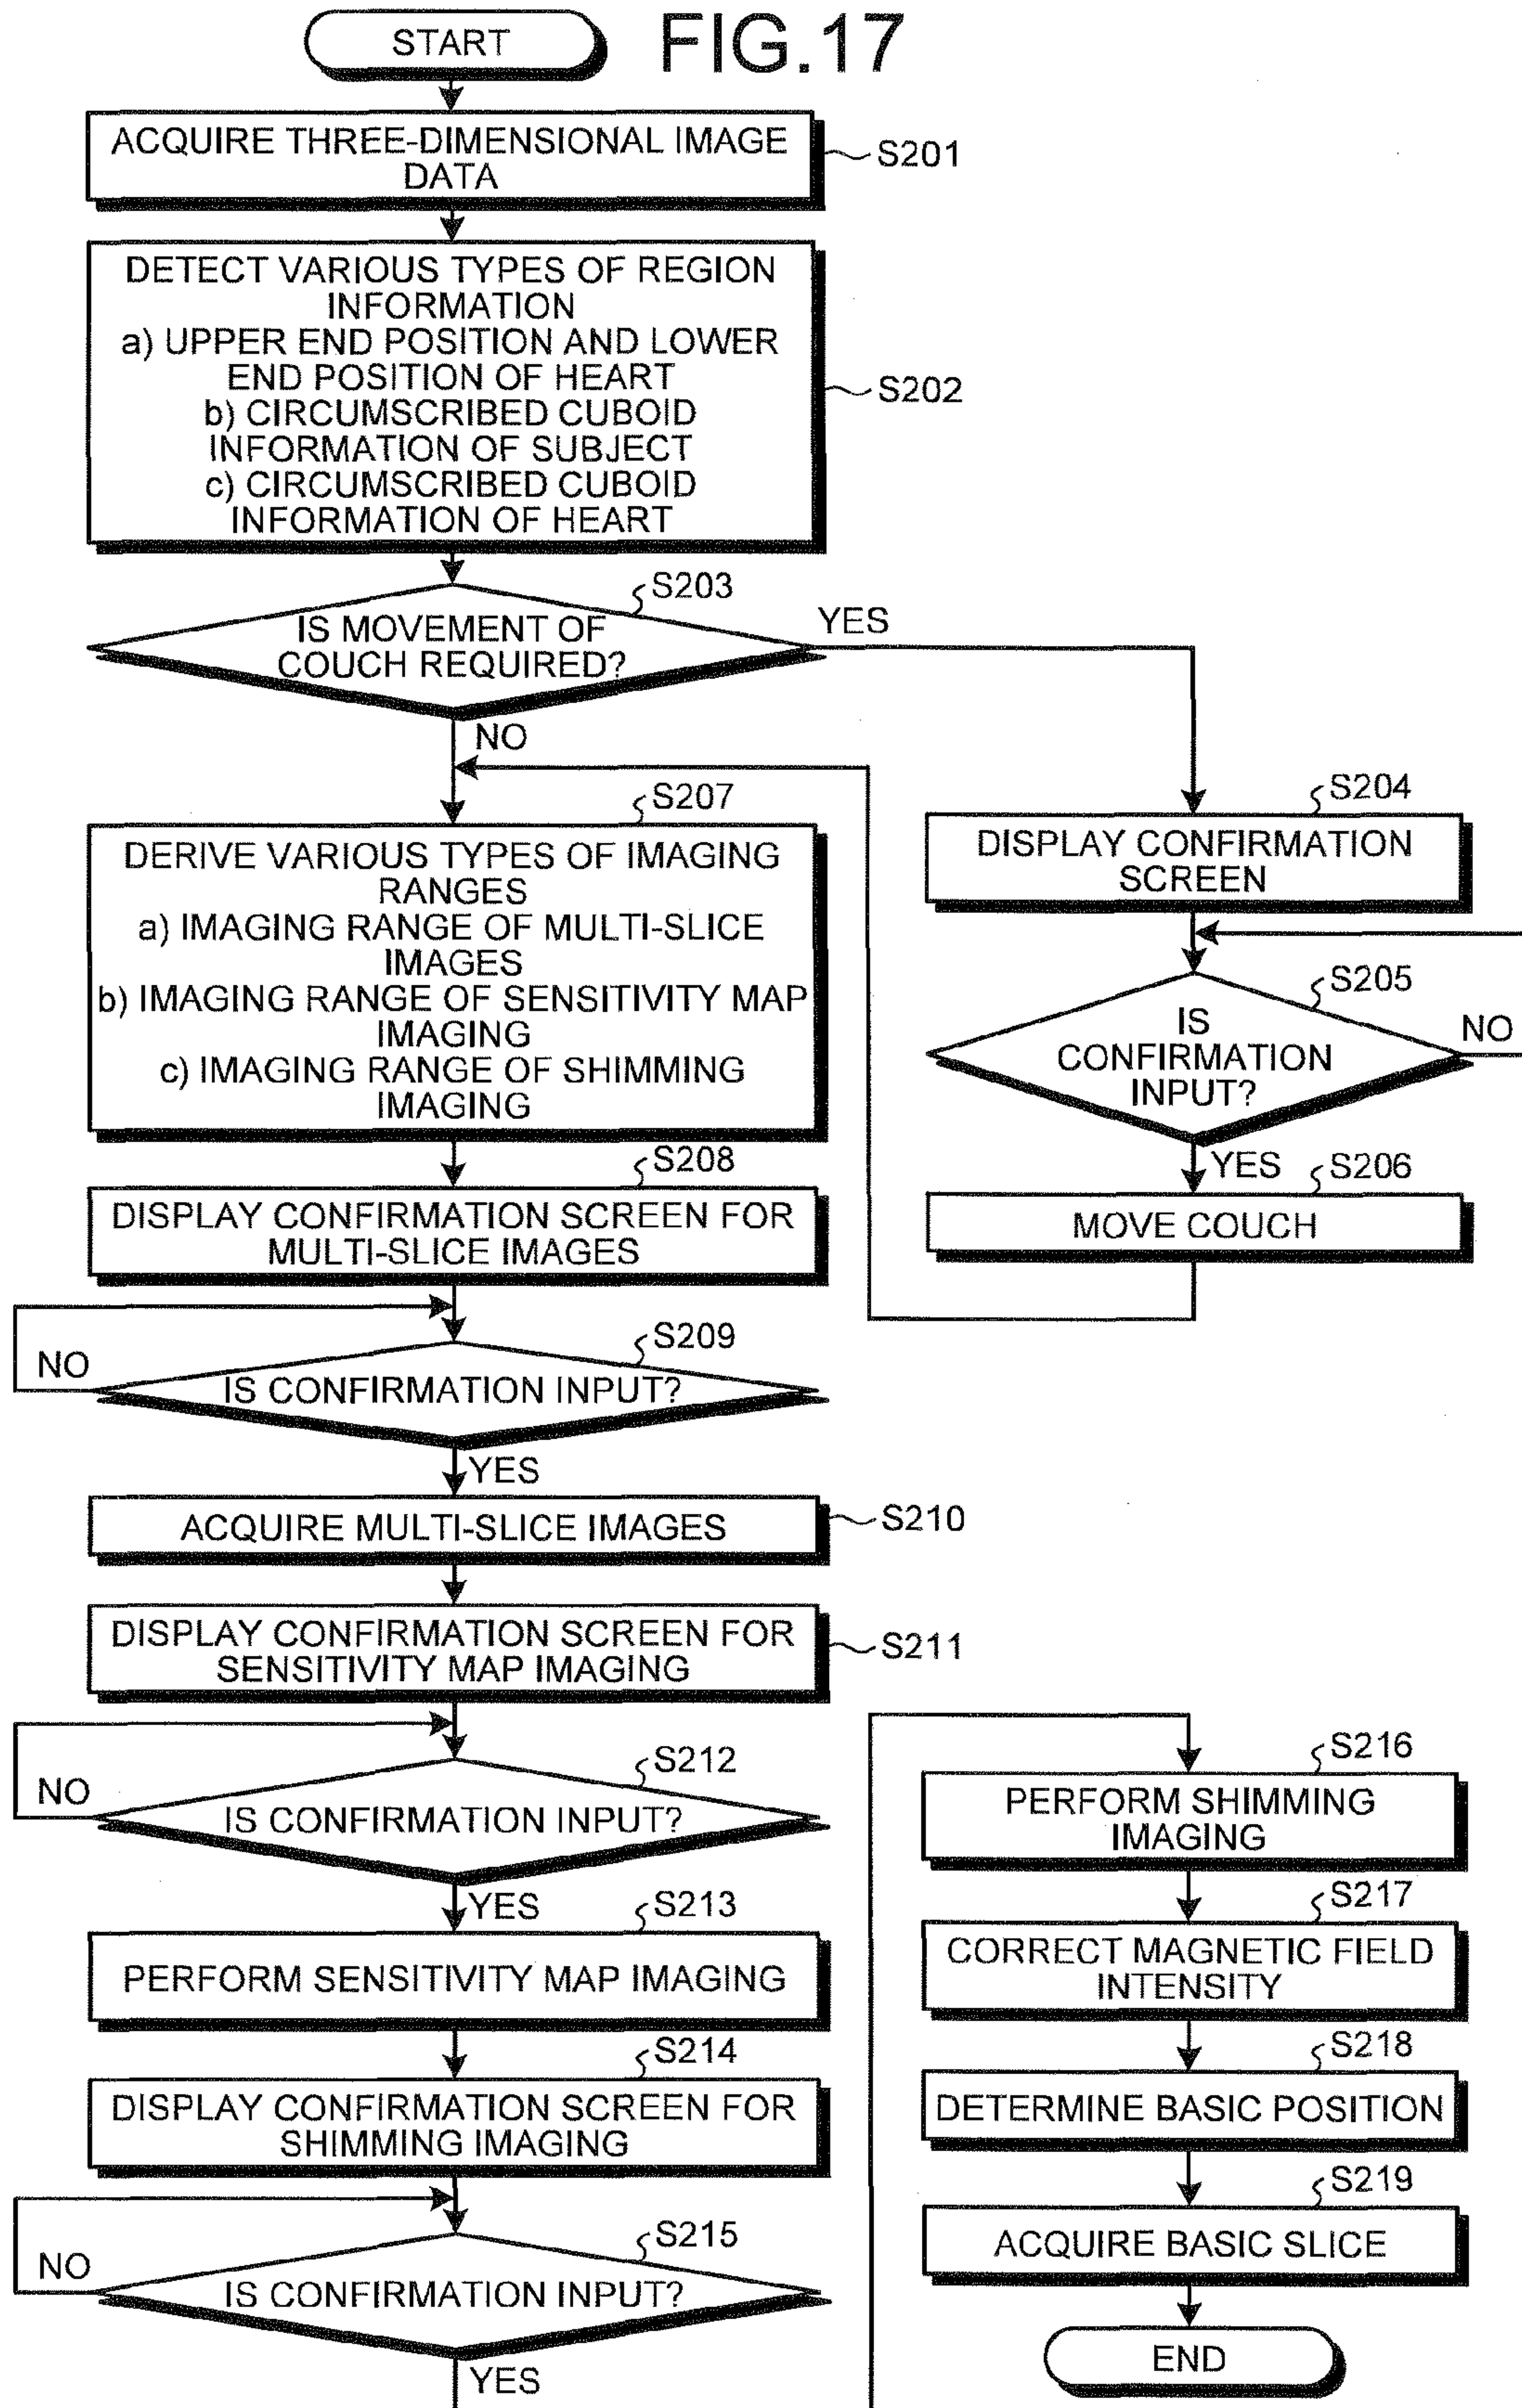 FIG.17
START
ACQUIRE THREE-DIMENSIONAL IMAGE
DATA
S201
DETECT VARIOUS TYPES OF REGION
INFORMATION
a) UPPER END POSITION AND LOWER
END POSITION OF HEART
b) CIRCUMSCRIBED CUBOID
INFORMATION OF SUBJECT
c) CIRCUMSCRIBED CUBOID
INFORMATION OF HEART
S202
S203
IS MOVEMENT OF
COUCH REQUIRED?
YES
NO
S204
DISPLAY CONFIRMATION
SCREEN
S205
IS
CONFIRMATION
INPUT?
NO
YES
S206
MOVE COUCH
S207
DERIVE VARIOUS TYPES OF IMAGING
RANGES
a) IMAGING RANGE OF MULTI-SLICE
IMAGES
b) IMAGING RANGE OF SENSITIVITY MAP
IMAGING
c) IMAGING RANGE OF SHIMMING
IMAGING
S208
DISPLAY CONFIRMATION SCREEN FOR
MULTI-SLICE IMAGES
S209
NO
IS CONFIRMATION INPUT?
YES
ACQUIRE MULTI-SLICE IMAGES
S210
DISPLAY CONFIRMATION SCREEN FOR
SENSITIVITY MAP IMAGING
S211
S212
NO
IS CONFIRMATION INPUT?
YES
S213
PERFORM SENSITIVITY MAP IMAGING
S214
DISPLAY CONFIRMATION SCREEN FOR
SHIMMING IMAGING
S215
NO
IS CONFIRMATION INPUT?
YES
S216
PERFORM SHIMMING
IMAGING
S217
CORRECT MAGNETIC FIELD
INTENSITY
S218
DETERMINE BASIC POSITION
S219
ACQUIRE BASIC SLICE
END